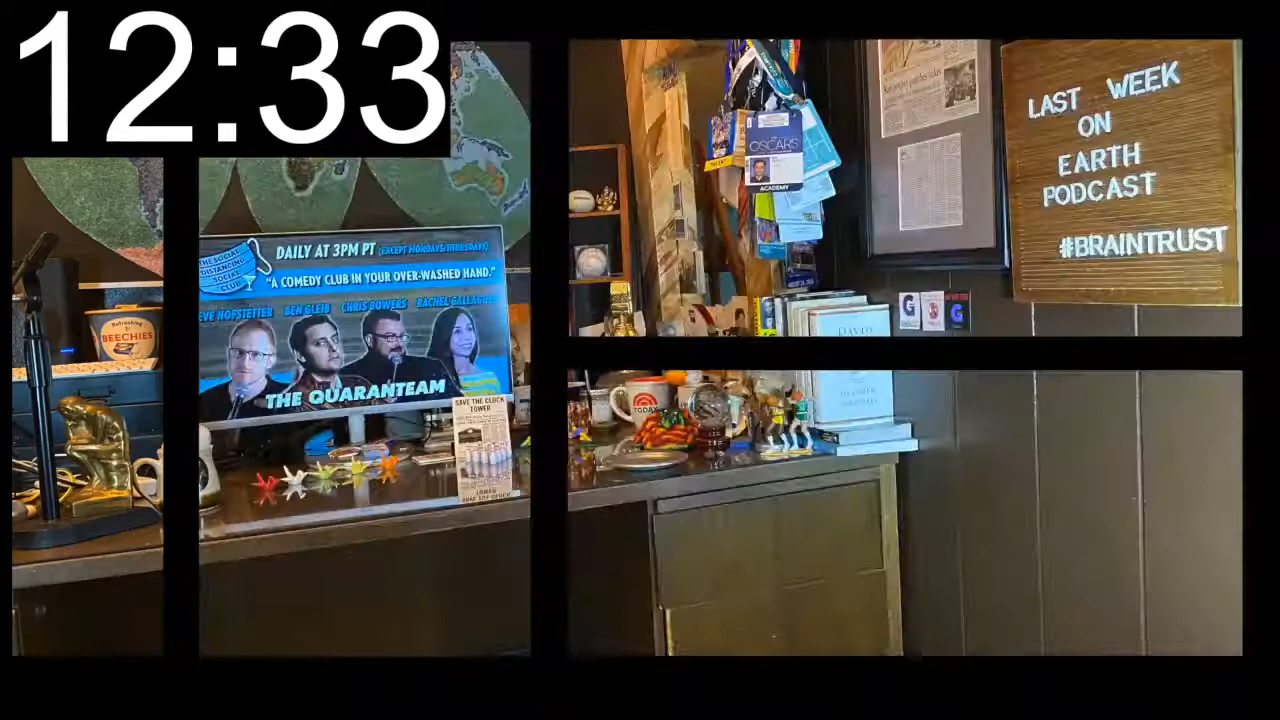 12:33
THE SOCIAL
DISTANCING
SOCIAL
CLUB
DAILY AT 3PM PT (EXCEPT MONDAYS/THURSDAYS)
"A COMEDY CLUB IN YOUR OVER-WASHED HAND."
EVE HOFSTETTER BEN GLEIB CHRIS BOWERS RACHEL
THE QUARANTEAM
Refreshing
BEECHIES
SAVE THE CLOCK
TOWER
TODAY
OSCARS
ACADEMY
DAVID
G
G
LAST WEEK
ON
EARTH
PODCAST
#BRAINTRUST